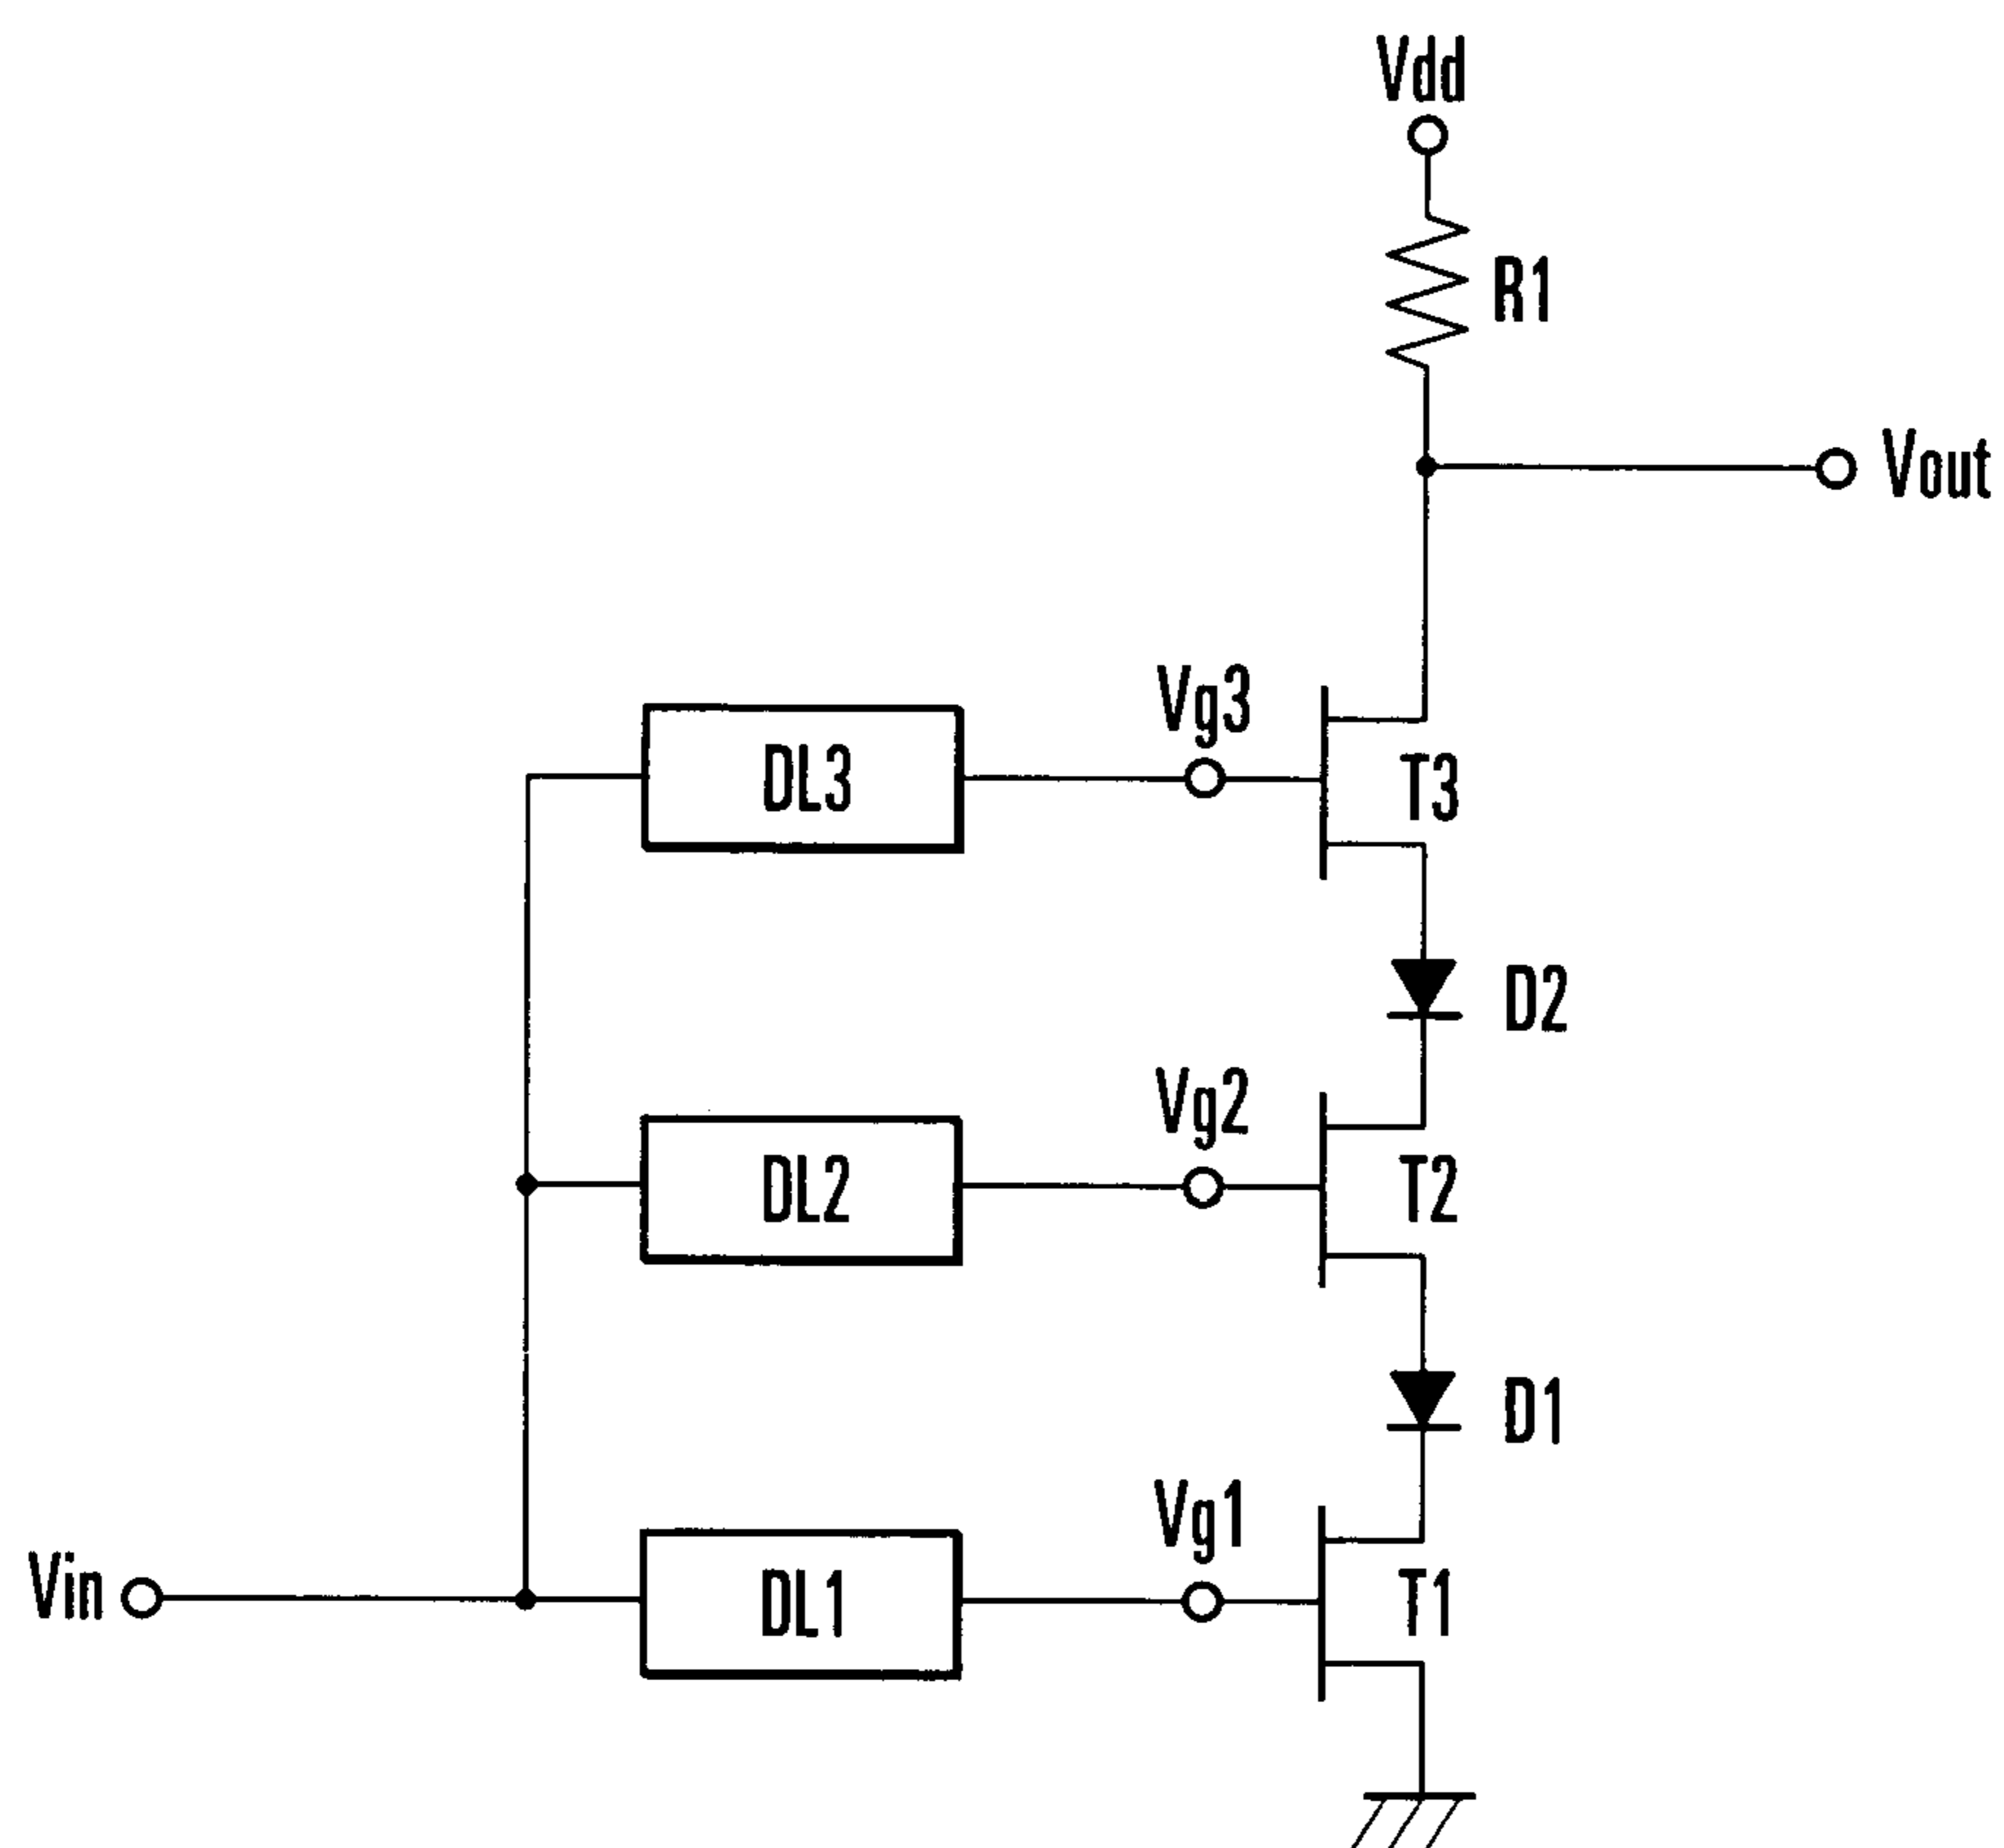 Vdd
R1
Vout
Vg3
DL3
T3
D2
Vg2
DL2
T2
D1
Vg1
Vin
DL1
T1